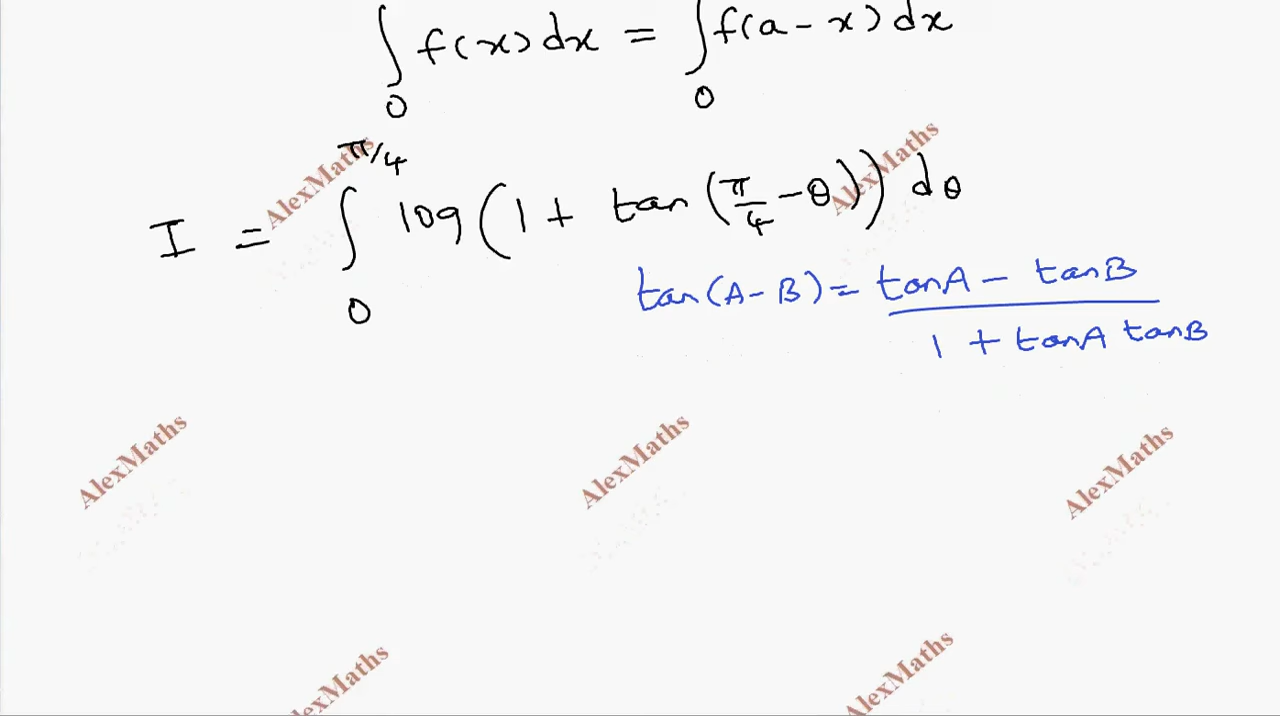 ∫₀ f(x) dx = ∫₀ f(a - x) dx
I = ∫₀^(π/4) log(1 + tan(π/4 - θ)) dθ
tan(A - B) = (tanA - tanB) / (1 + tanA tanB)
AlexMaths
AlexMaths
AlexMaths
AlexMaths
AlexMaths
AlexMaths
AlexMaths